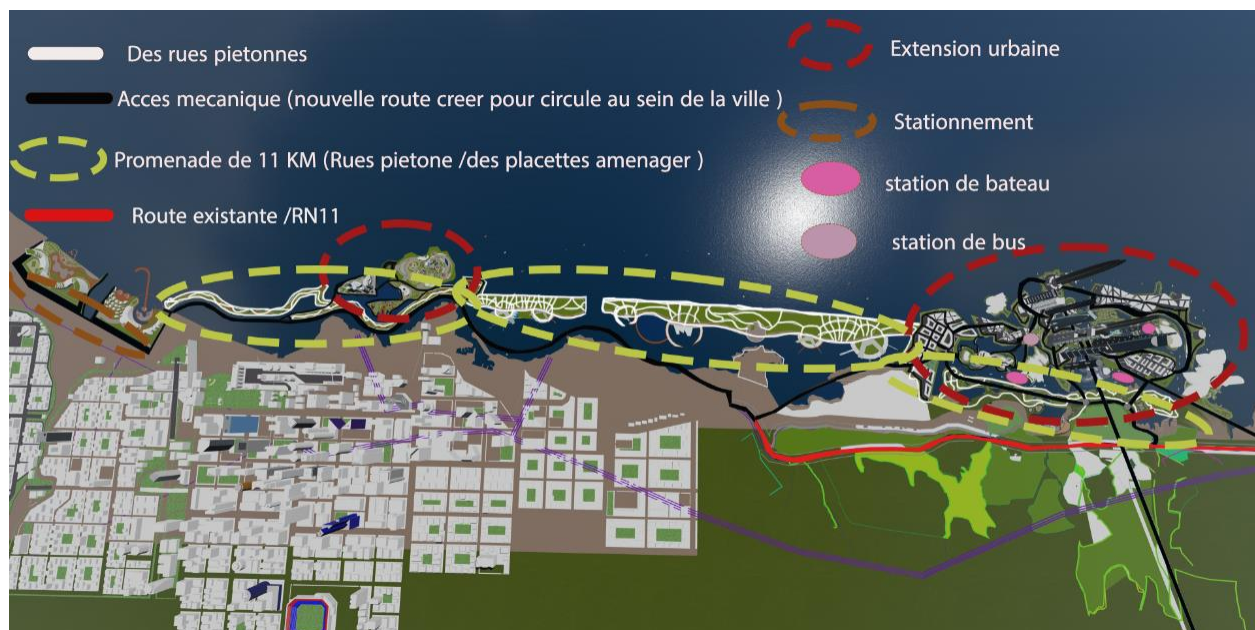 Des rues pietonnes
Acces mecanique (nouvelle route creer pour circule au sein de la ville )
Promenade de 11 KM (Rues pietone /des placettes amenager )
Route existante /RN11
Extension urbaine
Stationnement
station de bateau
station de bus